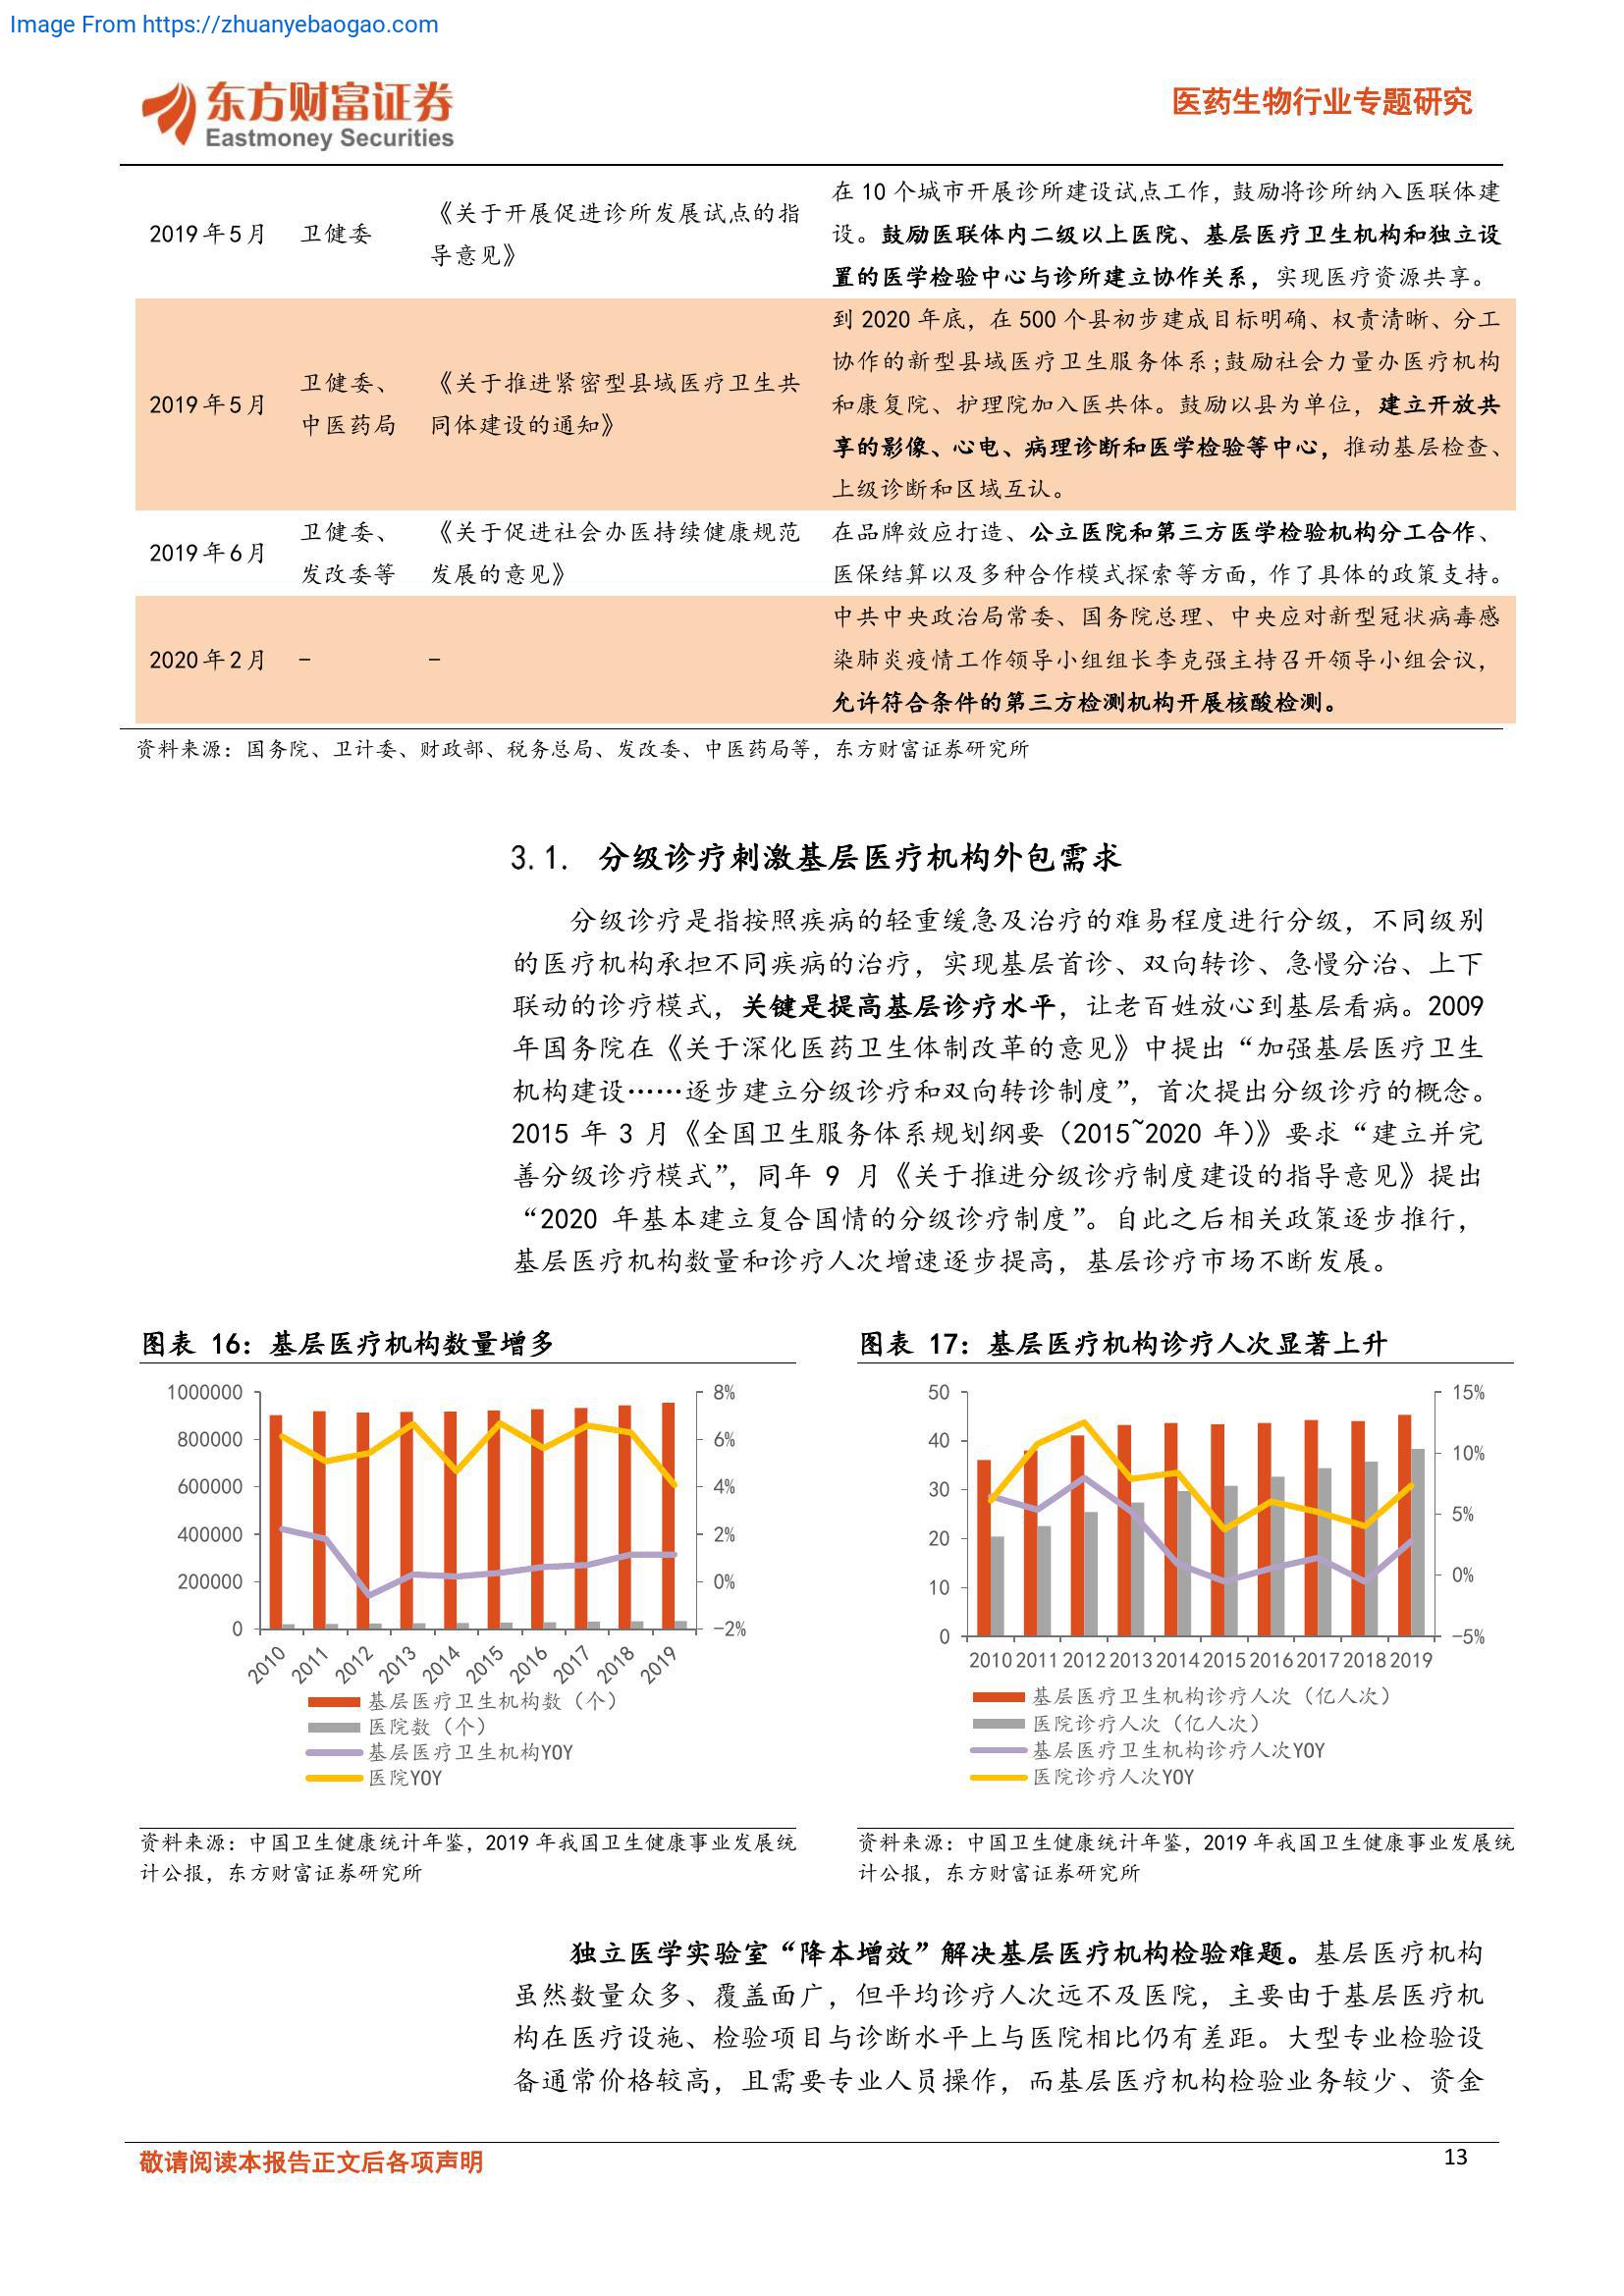 Image From https://zhuanyebaogao.com
东方财富证券
Eastmoney Securities
医药生物行业专题研究
2019年5月 卫健委 《关于开展促进诊所发展试点的指
导意见》
在 10 个城市开展诊所建设试点工作，鼓励将诊所纳入医联体建
设。鼓励医联体内二级以上医院、基层医疗卫生机构和独立设
置的医学检验中心与诊所建立协作关系，实现医疗资源共享。
2019年5月 卫健委、
中医药局
《关于推进紧密型县域医疗卫生共
同体建设的通知》
到 2020 年底，在 500 个县初步建成目标明确、权责清晰、分工
协作的新型县域医疗卫生服务体系;鼓励社会力量办医疗机构
和康复院、护理院加入医共体。鼓励以县为单位，建立开放共
享的影像、心电、病理诊断和医学检验等中心，推动基层检查、
上级诊断和区域互认。
2019年6月 卫健委、
发改委等
《关于促进社会办医持续健康规范
发展的意见》
在品牌效应打造、公立医院和第三方医学检验机构分工合作、
医保结算以及多种合作模式探索等方面，作了具体的政策支持。
2020年2月 - -
中共中央政治局常委、国务院总理、中央应对新型冠状病毒感
染肺炎疫情工作领导小组组长李克强主持召开领导小组会议，
允许符合条件的第三方检测机构开展核酸检测。
资料来源：国务院、卫计委、财政部、税务总局、发改委、中医药局等，东方财富证券研究所
3.1. 分级诊疗刺激基层医疗机构外包需求
分级诊疗是指按照疾病的轻重缓急及治疗的难易程度进行分级，不同级别
的医疗机构承担不同疾病的治疗，实现基层首诊、双向转诊、急慢分治、上下
联动的诊疗模式，关键是提高基层诊疗水平，让老百姓放心到基层看病。2009
年国务院在《关于深化医药卫生体制改革的意见》中提出“加强基层医疗卫生
机构建设……逐步建立分级诊疗和双向转诊制度”，首次提出分级诊疗的概念。
2015 年 3 月《全国卫生服务体系规划纲要（2015~2020 年）》要求“建立并完
善分级诊疗模式”，同年 9 月《关于推进分级诊疗制度建设的指导意见》提出
“2020 年基本建立复合国情的分级诊疗制度”。自此之后相关政策逐步推行，
基层医疗机构数量和诊疗人次增速逐步提高，基层诊疗市场不断发展。
图表 16：基层医疗机构数量增多
1000000
800000
600000
400000
200000
0
8%
6%
4%
2%
0%
-2%
2010 2011 2012 2013 2014 2015 2016 2017 2018 2019
基层医疗卫生机构数（个）
医院数（个）
基层医疗卫生机构YOY
医院YOY
资料来源：中国卫生健康统计年鉴，2019 年我国卫生健康事业发展统
计公报，东方财富证券研究所
图表 17：基层医疗机构诊疗人次显著上升
50
40
30
20
10
0
15%
10%
5%
0%
-5%
2010 2011 2012 2013 2014 2015 2016 2017 2018 2019
基层医疗卫生机构诊疗人次（亿人次）
医院诊疗人次（亿人次）
基层医疗卫生机构诊疗人次YOY
医院诊疗人次YOY
资料来源：中国卫生健康统计年鉴，2019 年我国卫生健康事业发展统
计公报，东方财富证券研究所
独立医学实验室“降本增效”解决基层医疗机构检验难题。基层医疗机构
虽然数量众多、覆盖面广，但平均诊疗人次远不及医院，主要由于基层医疗机
构在医疗设施、检验项目与诊断水平上与医院相比仍有差距。大型专业检验设
备通常价格较高，且需要专业人员操作，而基层医疗机构检验业务较少、资金
敬请阅读本报告正文后各项声明
13